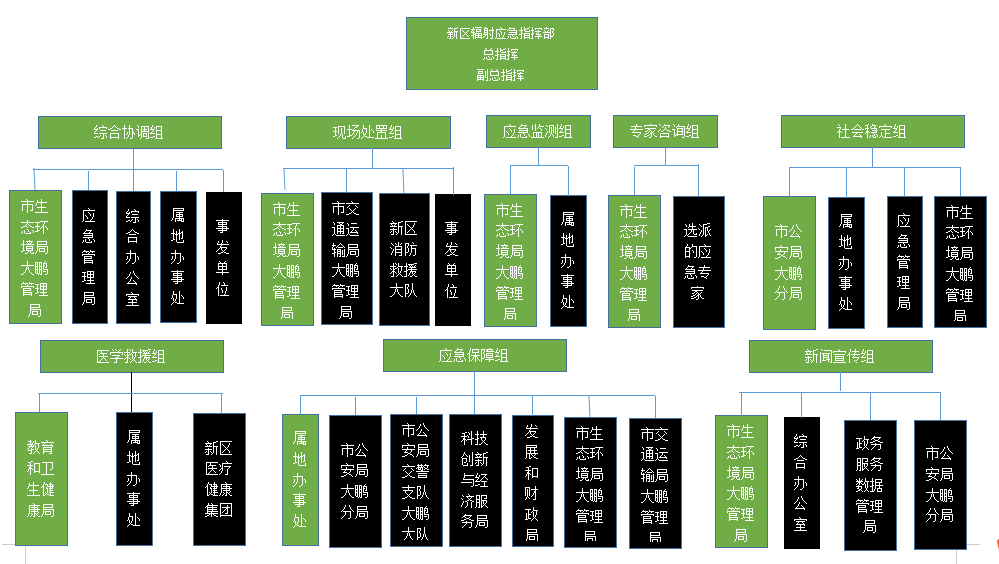 新区辐射应急指挥部
总指挥
副总指挥
综合协调组
现场处置组
应急监测组
专家咨询组
社会稳定组
市生
态环
境局
大鹏
管理
局
应
急
管
理
局
综
合
办
公
室
属
地
办
事
处
事
发
单
位
市生
态环
境局
大鹏
管理
局
市交
通运
输局
大鹏
管理
局
新区
消防
救援
大队
事
发
单
位
市生
态环
境局
大鹏
管理
局
属
地
办
事
处
市生
态环
境局
大鹏
管理
局
选派
的应
急专
家
市公
安局
大鹏
分局
属
地
办
事
处
应
急
管
理
局
市生
态环
境局
大鹏
管理
局
医学救援组
应急保障组
新闻宣传组
教育
和卫
生健
康局
属
地
办
事
处
新区
医疗
健康
集团
属
地
办
事
处
市公
安局
大鹏
分局
市公
安局
交警
支队
大鹏
大队
科技
创新
与经
济服
务局
发
展
和
财
政
局
市生
态环
境局
大鹏
管理
局
市交
通运
输局
大鹏
管理
局
市生
态环
境局
大鹏
管理
局
综
合
办
公
室
政务
服务
数据
管理
局
市公
安局
大鹏
分局